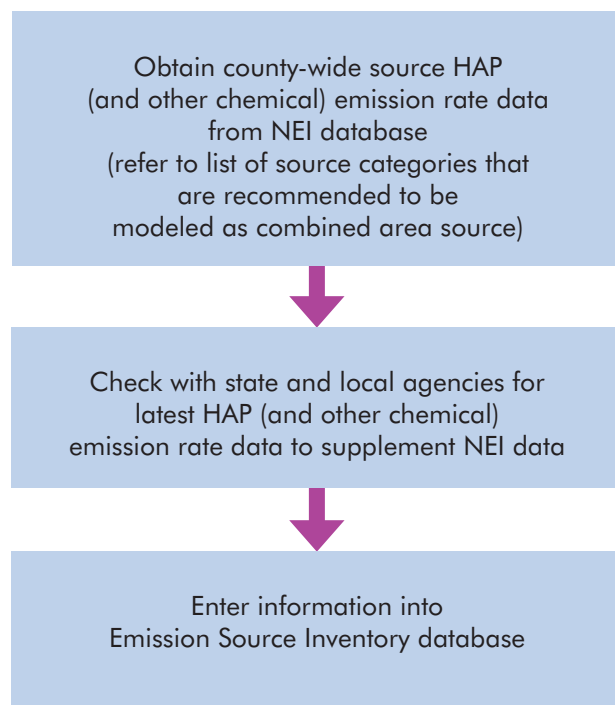 Obtain county-wide source HAP
(and other chemical) emission rate data
from NEI database
(refer to list of source categories that
are recommended to be
modeled as combined area source)
Check with state and local agencies for
latest HAP (and other chemical)
emission rate data to supplement NEI data
Enter information into
Emission Source Inventory database